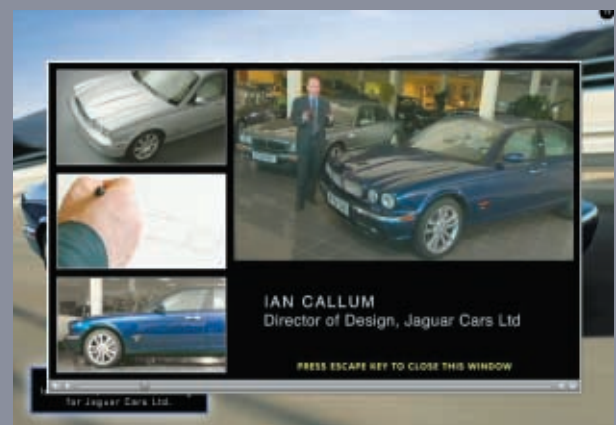 IAN CALLUM
Director of Design, Jaguar Cars Ltd
PRESS ESCAPE KEY TO CLOSE THIS WINDOW
for Jaguar Cars Ltd.